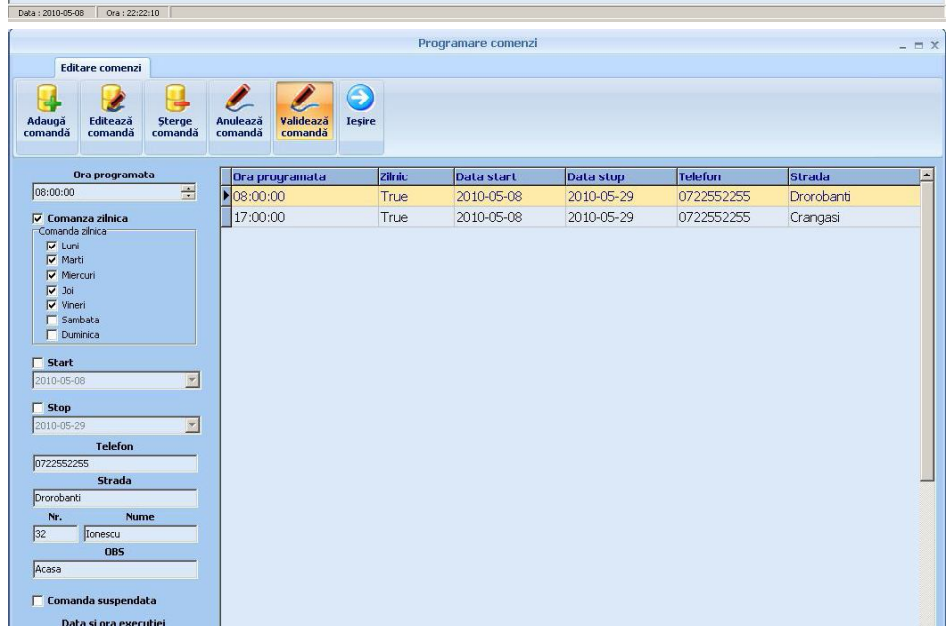 Data : 2010-05-08 Ora : 22:22:10
Programare comenzi
Editare comenzi
Adaugă comandă
Editează comandă
Șterge comandă
Anulează comandă
Validează comandă
Ieșire
Ora programata
08:00:00
Comanza zilnica
Comanda zilnica
Luni
Marti
Miercuri
Joi
Vineri
Sambata
Duminica
Start
2010-05-08
Stop
2010-05-29
Telefon
0722552255
Strada
Drorobanti
Nr. Nume
32 Ionescu
OBS
Acasa
Comanda suspendata
Data si ora executiei
Ora programata Zilnic Data start Data stop Telefon Strada
08:00:00 True 2010-05-08 2010-05-29 0722552255 Drorobanti
17:00:00 True 2010-05-08 2010-05-29 0722552255 Crangasi